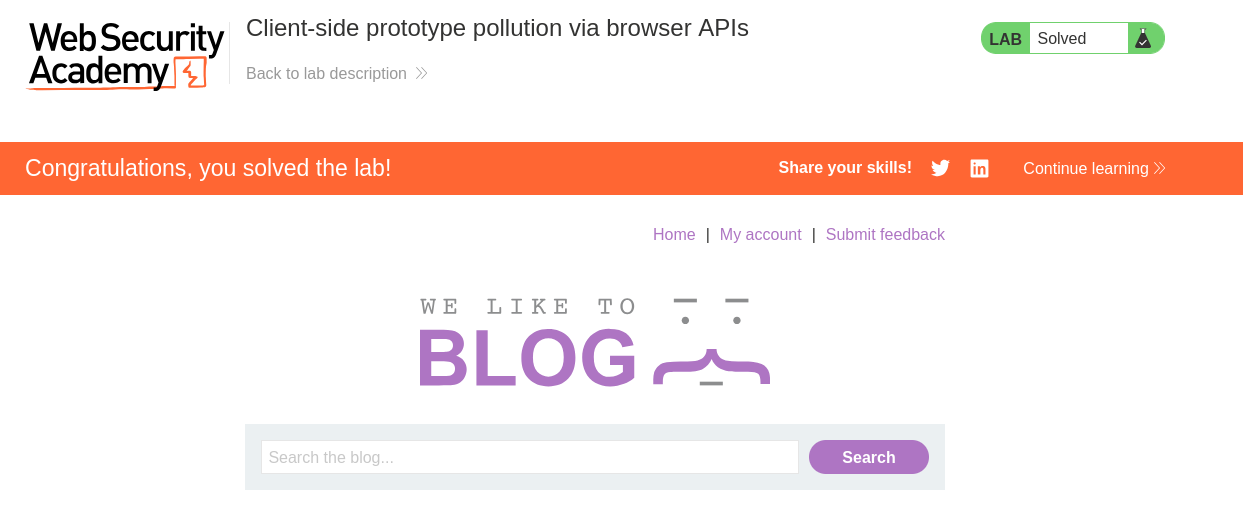 Web Security
Academy
Client-side prototype pollution via browser APIs
Back to lab description
LAB Solved
Congratulations, you solved the lab!
Share your skills!
Continue learning
Home | My account | Submit feedback
WE LIKE TO
BLOG
Search the blog...
Search